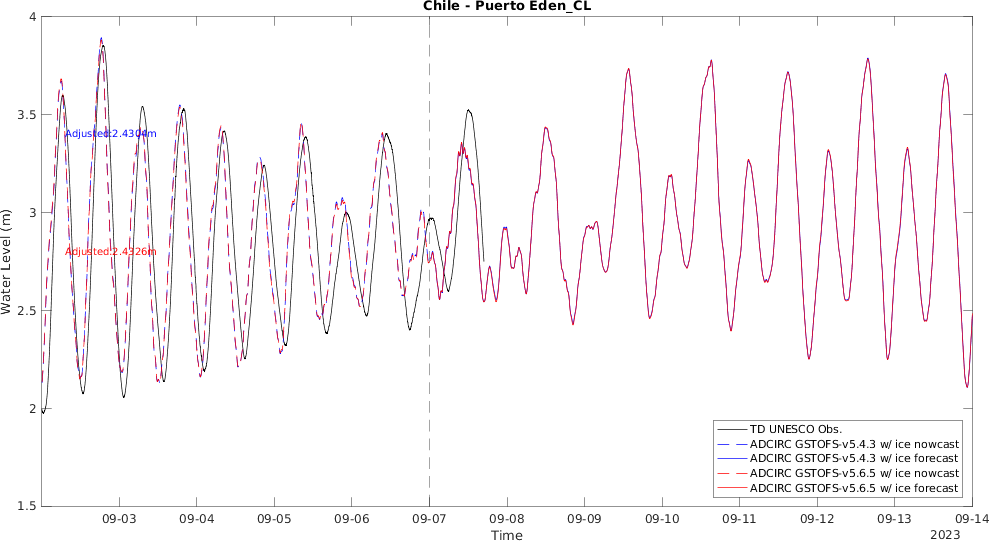 Chile - Puerto Eden_CL
4
3.5
3
2.5
2
1.5
Water Level (m)
Adjusted:2.4304m
Adjusted:2.4326m
TD UNESCO Obs.
ADCIRC GSTOFS-v5.4.3 w/ ice nowcast
ADCIRC GSTOFS-v5.4.3 w/ ice forecast
ADCIRC GSTOFS-v5.6.5 w/ ice nowcast
ADCIRC GSTOFS-v5.6.5 w/ ice forecast
09-03 09-04 09-05 09-06 09-07 09-08 09-09 09-10 09-11 09-12 09-13 09-14
Time
2023